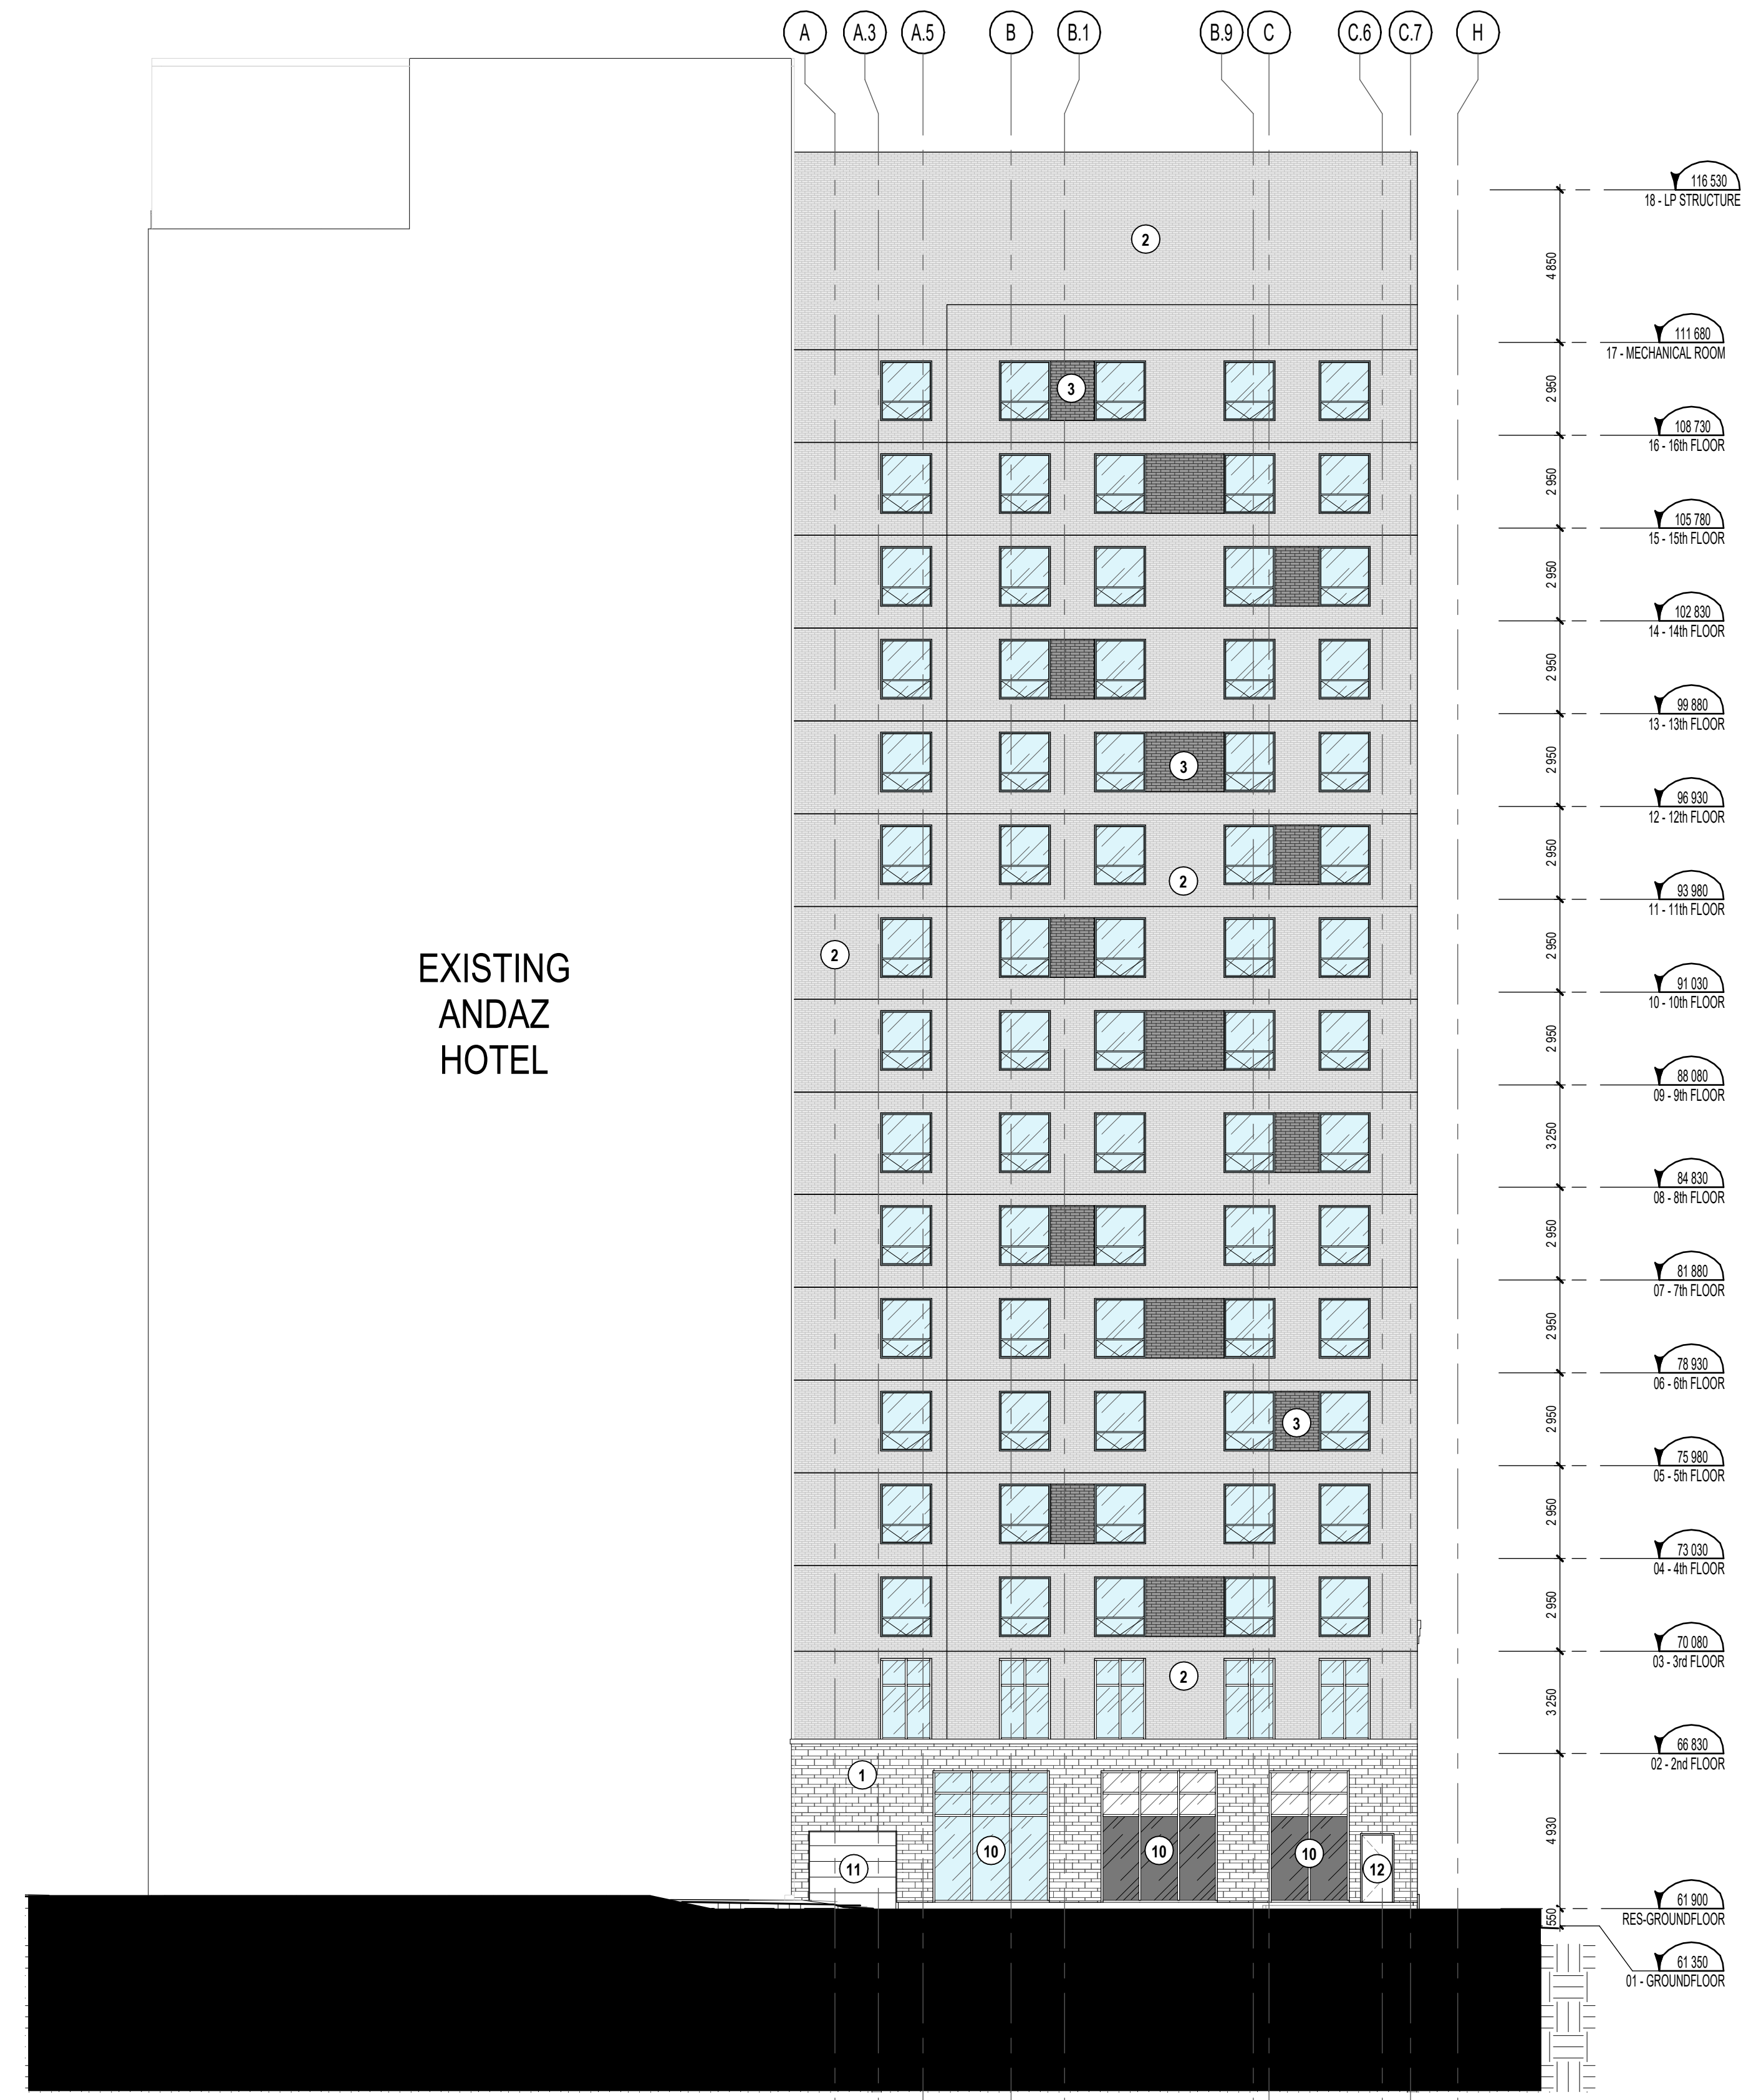 A A.3 A.5 B B.1 B.9 C C.6 C.7 H
116 530
18 - LP STRUCTURE
2
4 850
111 680
17 - MECHANICAL ROOM
3
2 950
108 730
16 - 16th FLOOR
2 950
105 780
15 - 15th FLOOR
2 950
102 830
14 - 14th FLOOR
2 950
99 880
13 - 13th FLOOR
3
2 950
96 930
12 - 12th FLOOR
2 950
2
93 980
11 - 11th FLOOR
2
2 950
EXISTING
ANDAZ
HOTEL
91 030
10 - 10th FLOOR
2 950
88 080
09 - 9th FLOOR
3 250
84 830
08 - 8th FLOOR
2 950
81 880
07 - 7th FLOOR
2 950
78 930
06 - 6th FLOOR
3
2 950
75 980
05 - 5th FLOOR
2 950
73 030
04 - 4th FLOOR
2 950
70 080
03 - 3rd FLOOR
2
3 250
66 830
02 - 2nd FLOOR
1
4 930
10 10 10
11 12
61 900
RES-GROUNDFLOOR
550
61 350
01 - GROUNDFLOOR